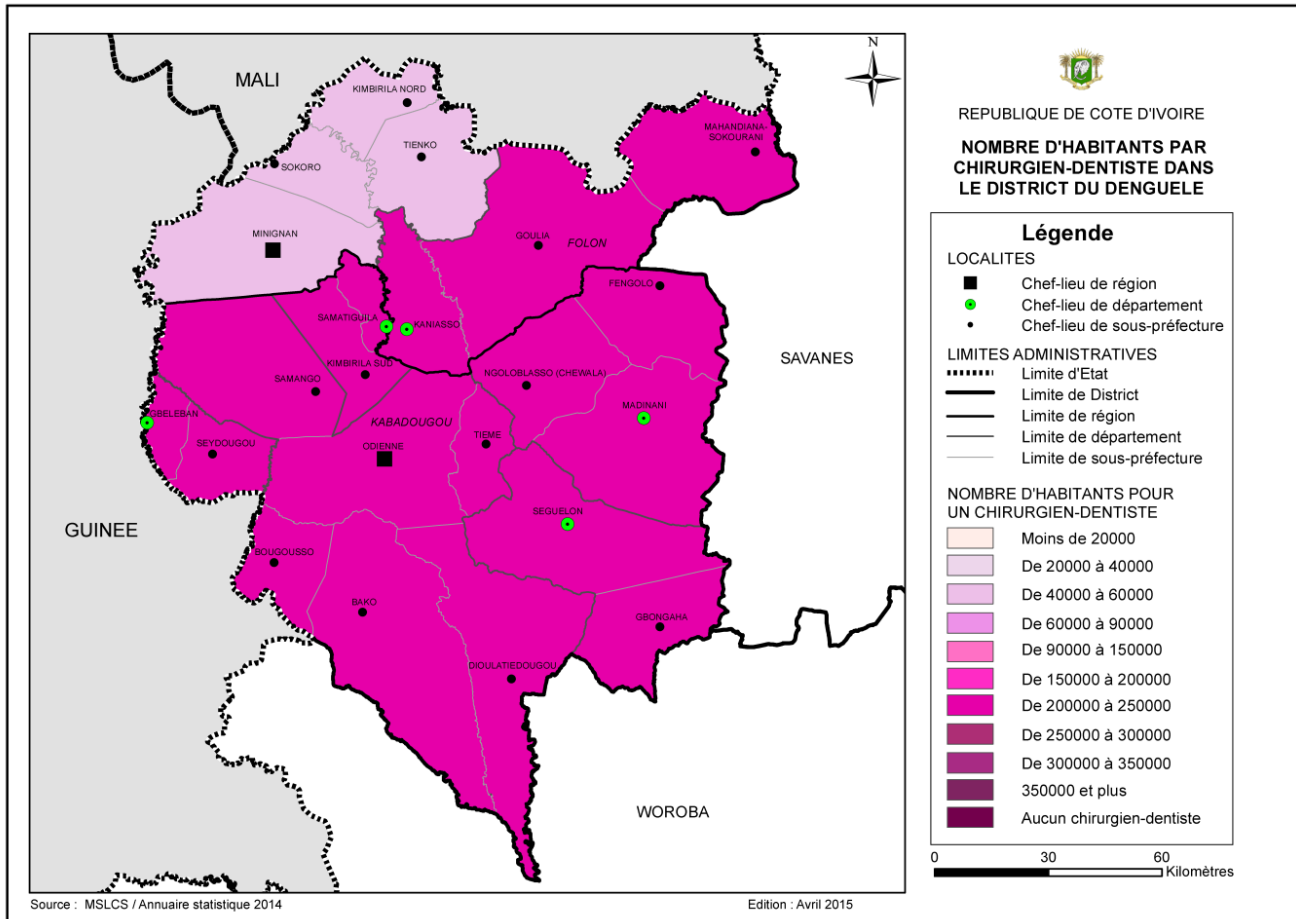 MALI
N
KIMBIRILA NORD
MAHANDIANA-
SOKOURANI
TIENKO
SOKORO
MINIGNAN
GOULIA
FOLON
FENGOLO
SAMATIGUILA
KANIASSO
SAVANES
KIMBIRILA SUD
NGOLOBLASSO (CHEWALA)
SAMANGO
MADINANI
GBELEBAN
KABADOUGOU
SEYDOUGOU
ODIENNE
TIEME
SEGUELON
GUINEE
BOUGOUSSO
BAKO
GBONGAHA
DIOULATIEDOUGOU
WOROBA
REPUBLIQUE DE COTE D'IVOIRE
NOMBRE D'HABITANTS PAR
CHIRURGIEN-DENTISTE DANS
LE DISTRICT DU DENGUELE
Légende
LOCALITES
Chef-lieu de région
Chef-lieu de département
Chef-lieu de sous-préfecture
LIMITES ADMINISTRATIVES
Limite d'Etat
Limite de District
Limite de région
Limite de département
Limite de sous-préfecture
NOMBRE D'HABITANTS POUR
UN CHIRURGIEN-DENTISTE
Moins de 20000
De 20000 à 40000
De 40000 à 60000
De 60000 à 90000
De 90000 à 150000
De 150000 à 200000
De 200000 à 250000
De 250000 à 300000
De 300000 à 350000
350000 et plus
Aucun chirurgien-dentiste
0 30 60
Kilomètres
Source : MSLCS / Annuaire statistique 2014
Edition : Avril 2015